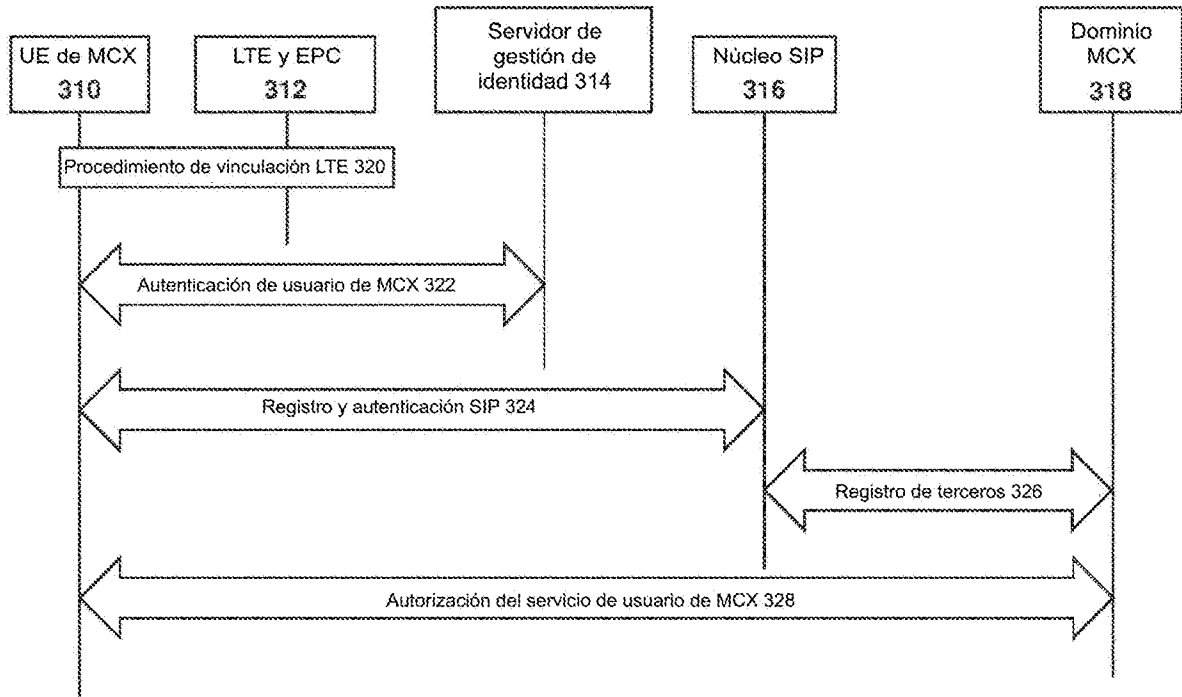 UE de MCX
310
LTE y EPC
312
Servidor de
gestión de
identidad 314
Núcleo SIP
316
Dominio
MCX
318
Procedimiento de vinculación LTE 320
Autenticación de usuario de MCX 322
Registro y autenticación SIP 324
Registro de terceros 326
Autorización del servicio de usuario de MCX 328